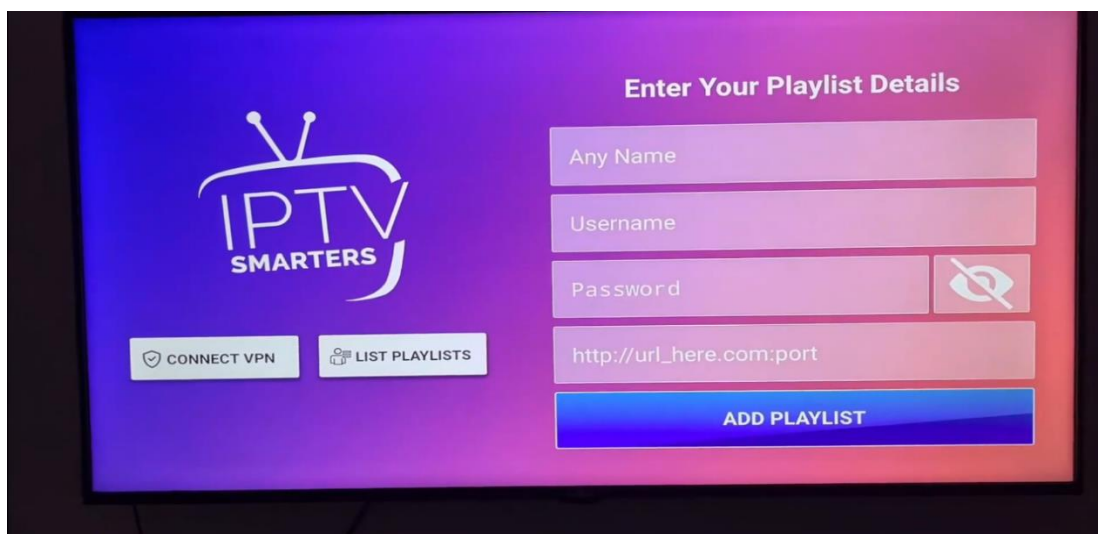 Enter Your Playlist Details
Any Name
Username
Password
http://url_here.com:port
ADD PLAYLIST
IPTV
SMARTERS
CONNECT VPN
LIST PLAYLISTS